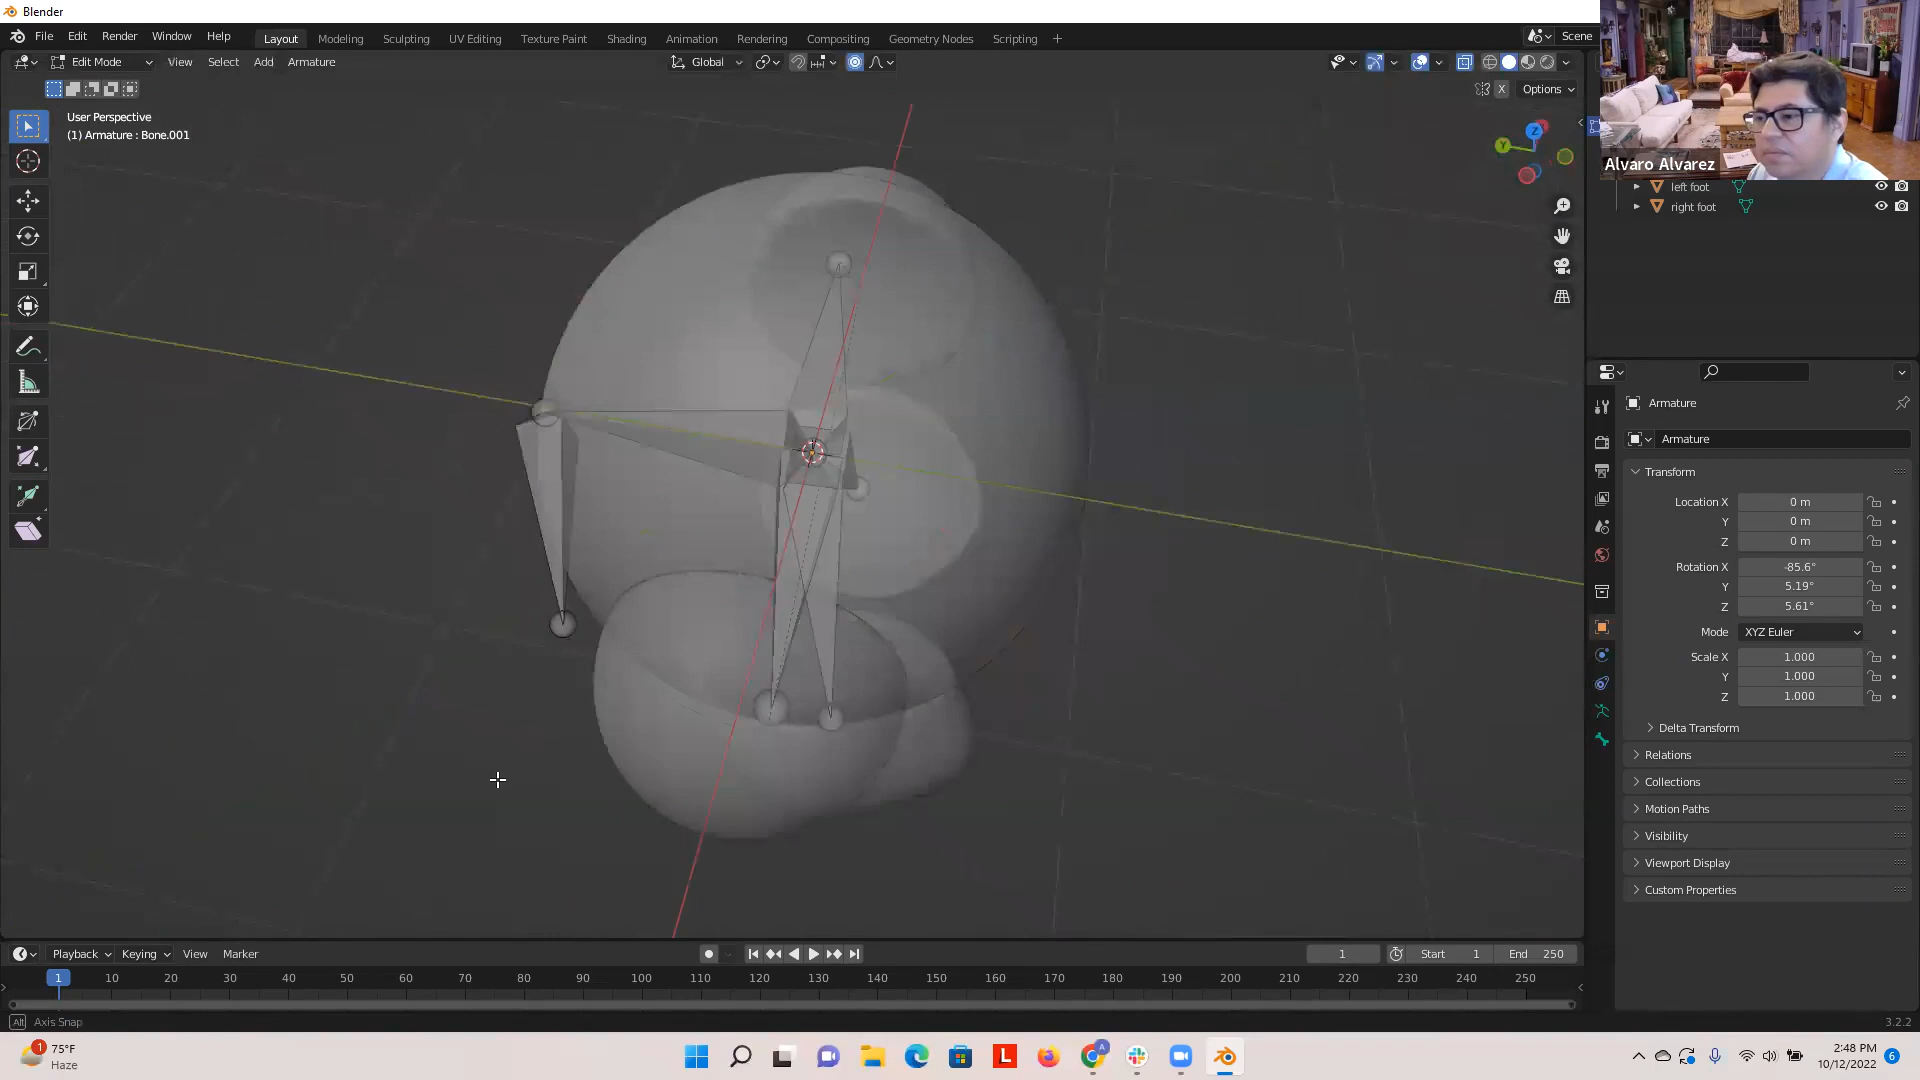 Blender
File Edit Render Window Help
Layout Modeling Sculpting UV Editing Texture Paint Shading Animation Rendering Compositing Geometry Nodes Scripting +
Scene
Edit Mode View Select Add Armature
Global
X Options
User Perspective
(1) Armature : Bone.001
Z
Y
Alvaro Alvarez
left foot
right foot
Armature
Armature
Transform
Location X 0 m
Y 0 m
Z 0 m
Rotation X -85.6°
Y 5.19°
Z 5.61°
Mode XYZ Euler
Scale X 1.000
Y 1.000
Z 1.000
Delta Transform
Relations
Collections
Motion Paths
Visibility
Viewport Display
Custom Properties
Playback Keying View Marker
1 Start 1 End 250
1 10 20 30 40 50 60 70 80 90 100 110 120 130 140 150 160 170 180 190 200 210 220 230 240 250
Alt Axis Snap
3.2.2
1 75°F
Haze
L
A
2:48 PM
10/12/2022
6